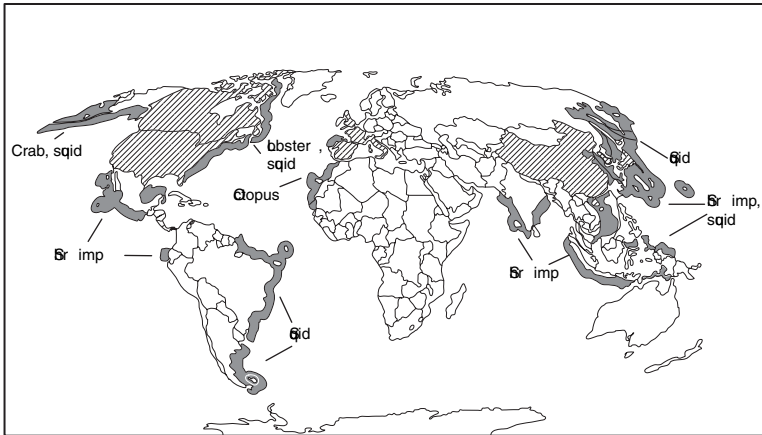 Crab, squid
Lobster,
squid
Squid
Octopus
Shrimp,
squid
Shrimp
Shrimp
Squid